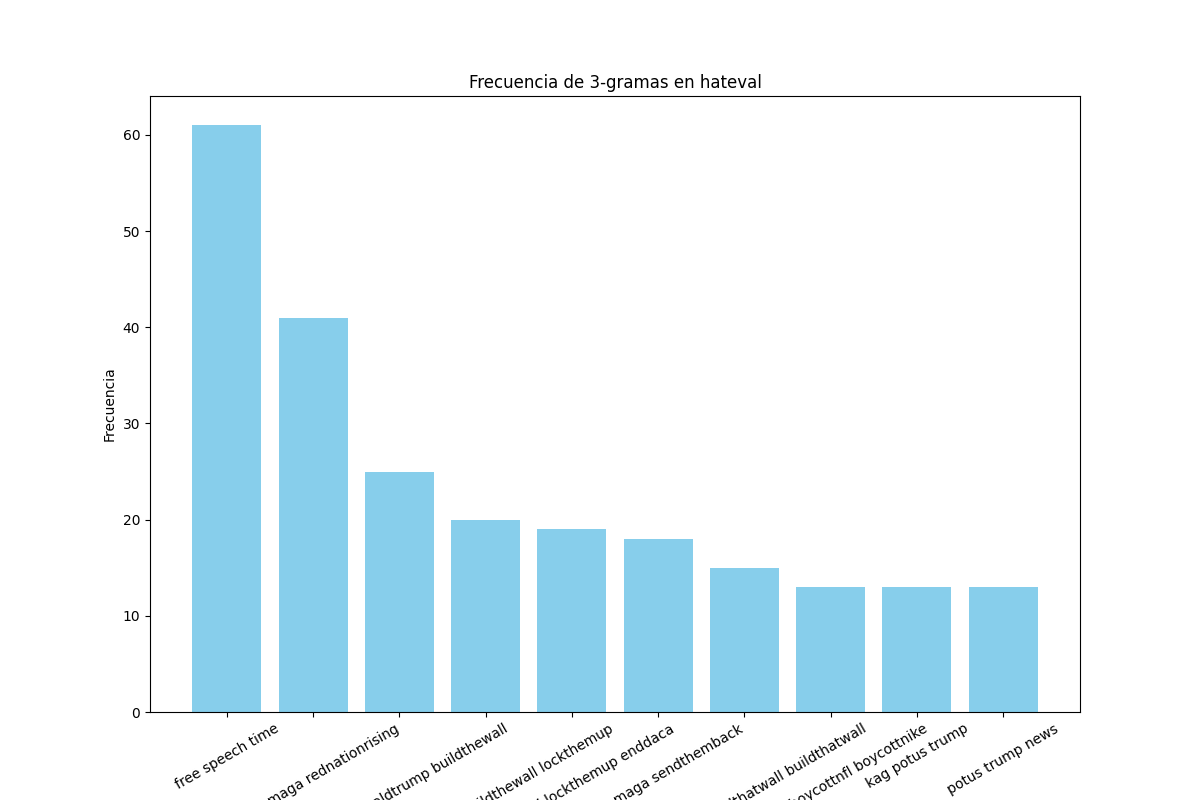 Frecuencia de 3-gramas en hateval
60
50
40
30
20
10
0
Frecuencia
free speech time
maga rednationrising
buildthewall
lockthemup
lockthemup enddaca
maga sendthemback
buildthatwall
boycottnike
kag potus trump
potus trump news